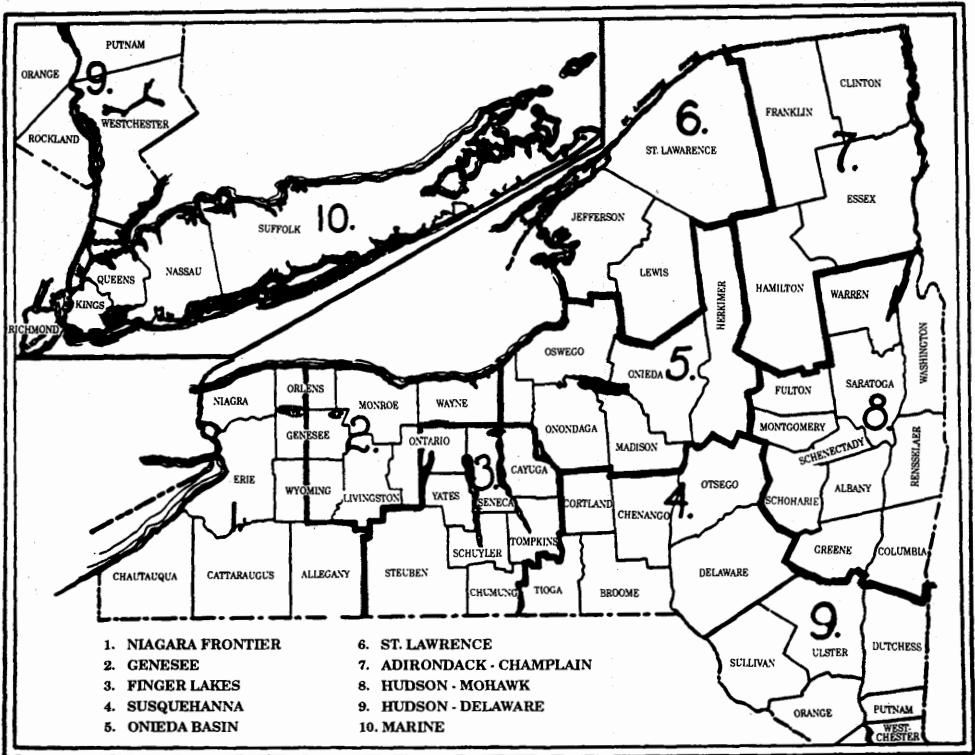 PUTNAM
ORANGE
9.
WESTCHESTER
ROCKLAND
SUFFOLK
10.
QUEENS
NASSAU
KINGS
RICHMOND
6.
ST. LAWARENCE
FRANKLIN
CLINTON
7.
ESSEX
JEFFERSON
LEWIS
HERKIMER
HAMILTON
WARREN
WASHINGTON
OSWEGO
ONIEDA
5.
FULTON
SARATOGA
8.
NIAGRA
ORLENS
MONROE
WAYNE
MONTGOMERY
SCHENECTADY
RENSSELAER
GENESEE
2.
ONTARIO
ONONDAGA
MADISON
ERIE
WYOMING
LIVINGSTON
YATES
3.
SENECA
CAYUGA
CORTLAND
CHENANGO
4.
OTSEGO
SCHOHARIE
ALBANY
1
SCHUYLER
TOMPKINS
GREENE
COLUMBIA
CHAUTAUQUA
CATTARAUGUS
ALLEGANY
STEUBEN
CHUMUNG
TIOGA
BROOME
DELAWARE
9.
ULSTER
DUTCHESS
SULLIVAN
ORANGE
PUTNAM
WEST-
CHESTER
1. NIAGARA FRONTIER
2. GENESEE
3. FINGER LAKES
4. SUSQUEHANNA
5. ONIEDA BASIN
6. ST. LAWRENCE
7. ADIRONDACK - CHAMPLAIN
8. HUDSON - MOHAWK
9. HUDSON - DELAWARE
10. MARINE